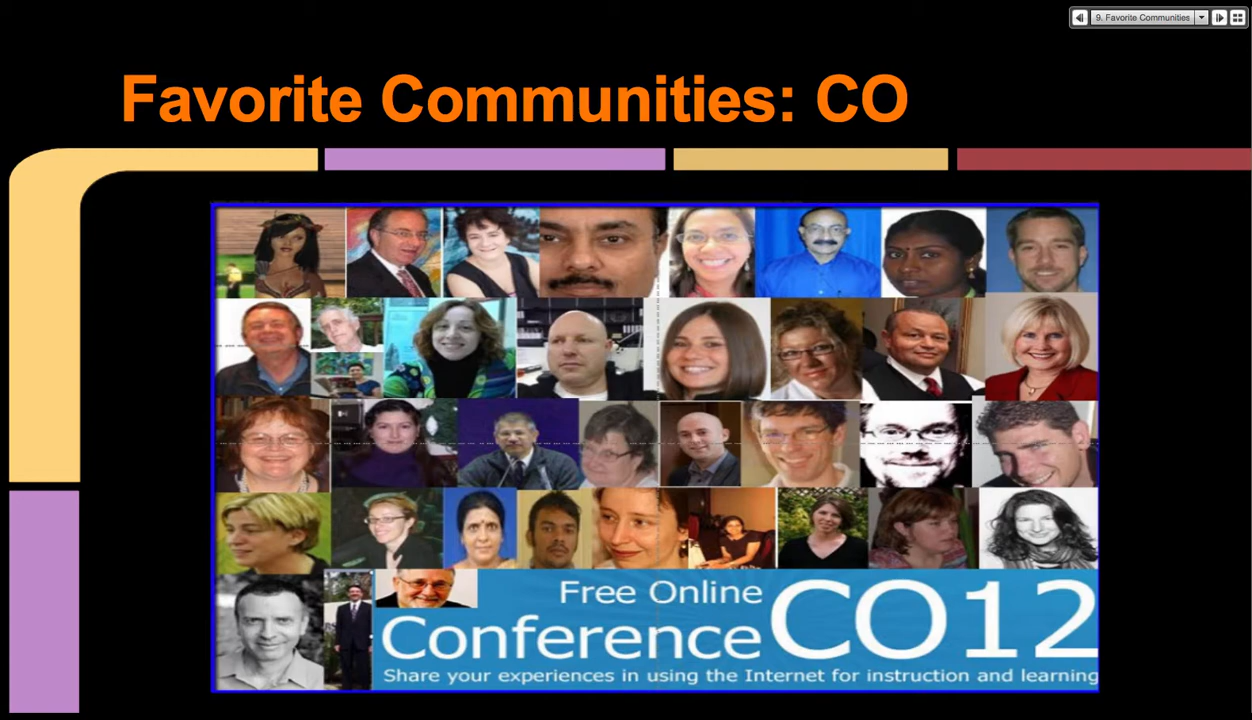 9. Favorite Communities
Favorite Communities: CO
Free Online
Conference CO12
Share your experiences in using the Internet for instruction and learning